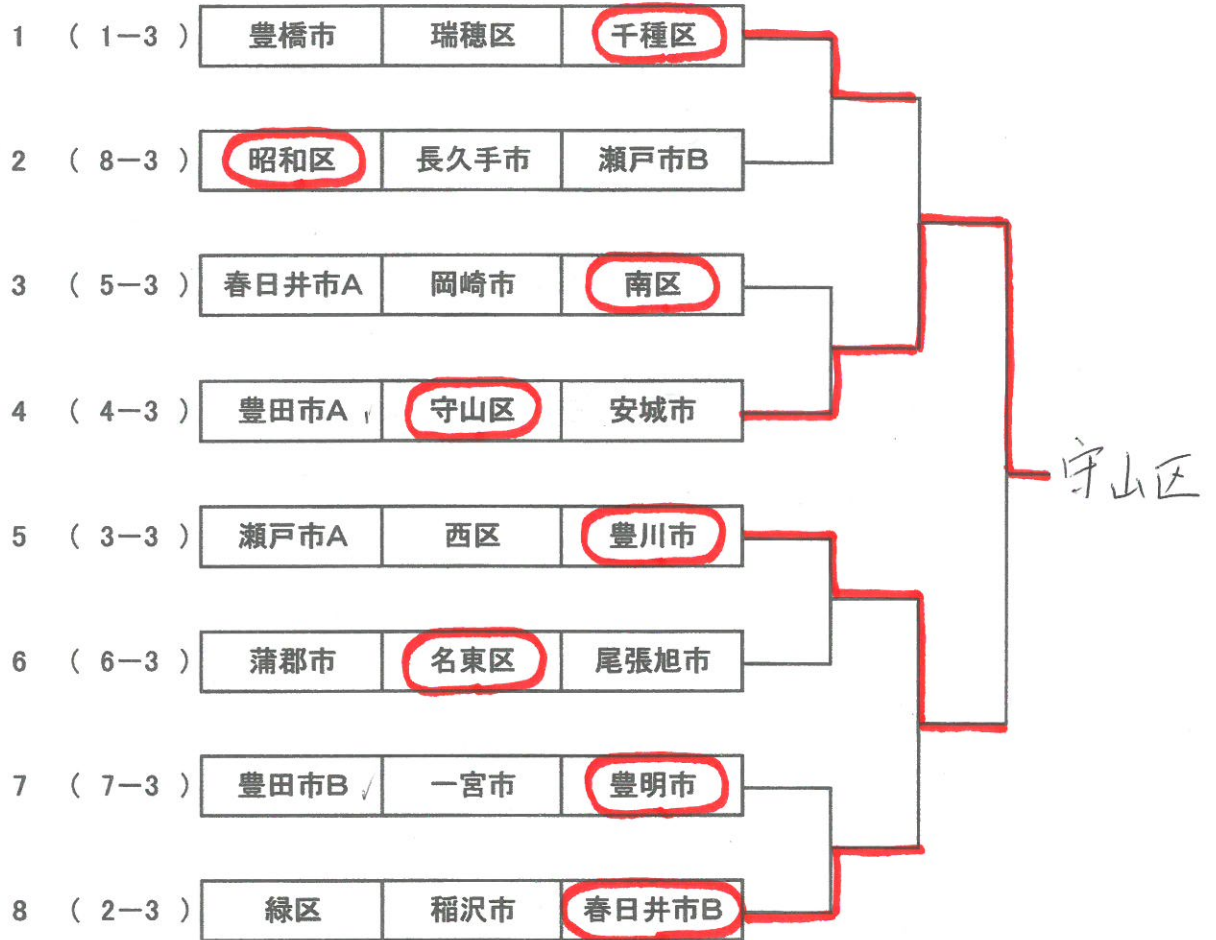 1 ( 1-3 ) 豊橋市 瑞穂区 千種区
2 ( 8-3 ) 昭和区 長久手市 瀬戸市B
3 ( 5-3 ) 春日井市A 岡崎市 南区
4 ( 4-3 ) 豊田市A 守山区 安城市
守山区
5 ( 3-3 ) 瀬戸市A 西区 豊川市
6 ( 6-3 ) 蒲郡市 名東区 尾張旭市
7 ( 7-3 ) 豊田市B 一宮市 豊明市
8 ( 2-3 ) 緑区 稲沢市 春日井市B